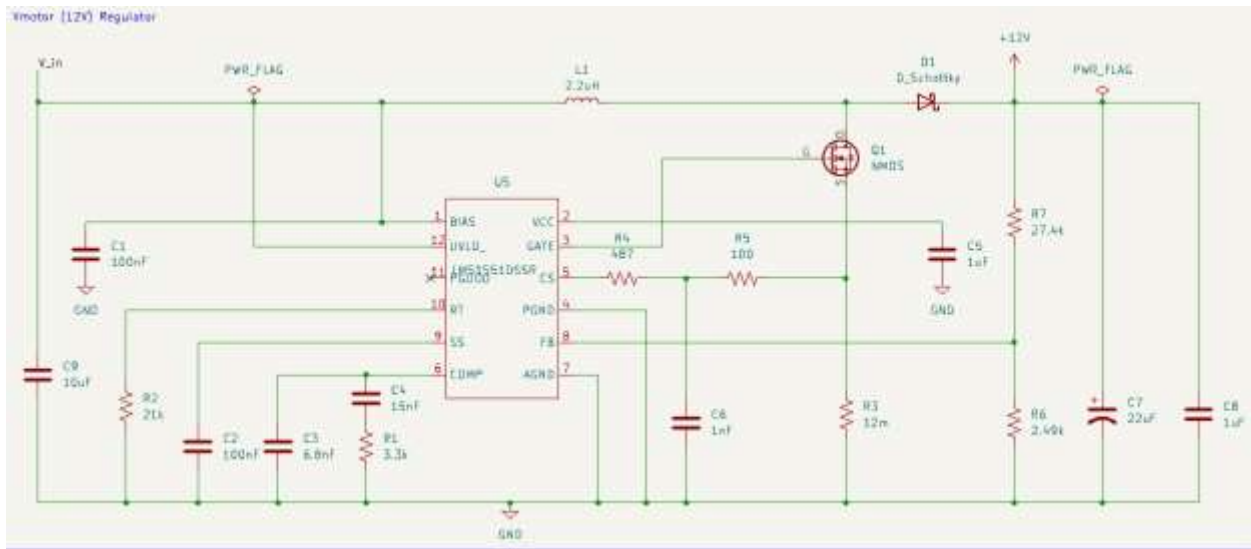 Vmotor (12V) Regulator
V_in
PWR_FLAG
L1
2.2uH
D1
D_Schottky
+12V
PWR_FLAG
D
G
S
Q1
NMOS
U5
1 BIAS
VCC 2
12 UVLO_
GATE 3
11 PGOOD
CS 5
10 RT
PGND 4
9 SS
FB 8
6 COMP
AGND 7
R4
487
R5
100
R7
27.4k
C1
100nF
GND
C5
1uF
GND
C9
10uF
R2
21k
C2
100nF
C3
6.8nF
C4
15nF
R1
3.3k
C6
1nF
R3
12m
R6
2.49k
C7
22uF
C8
1uF
GND